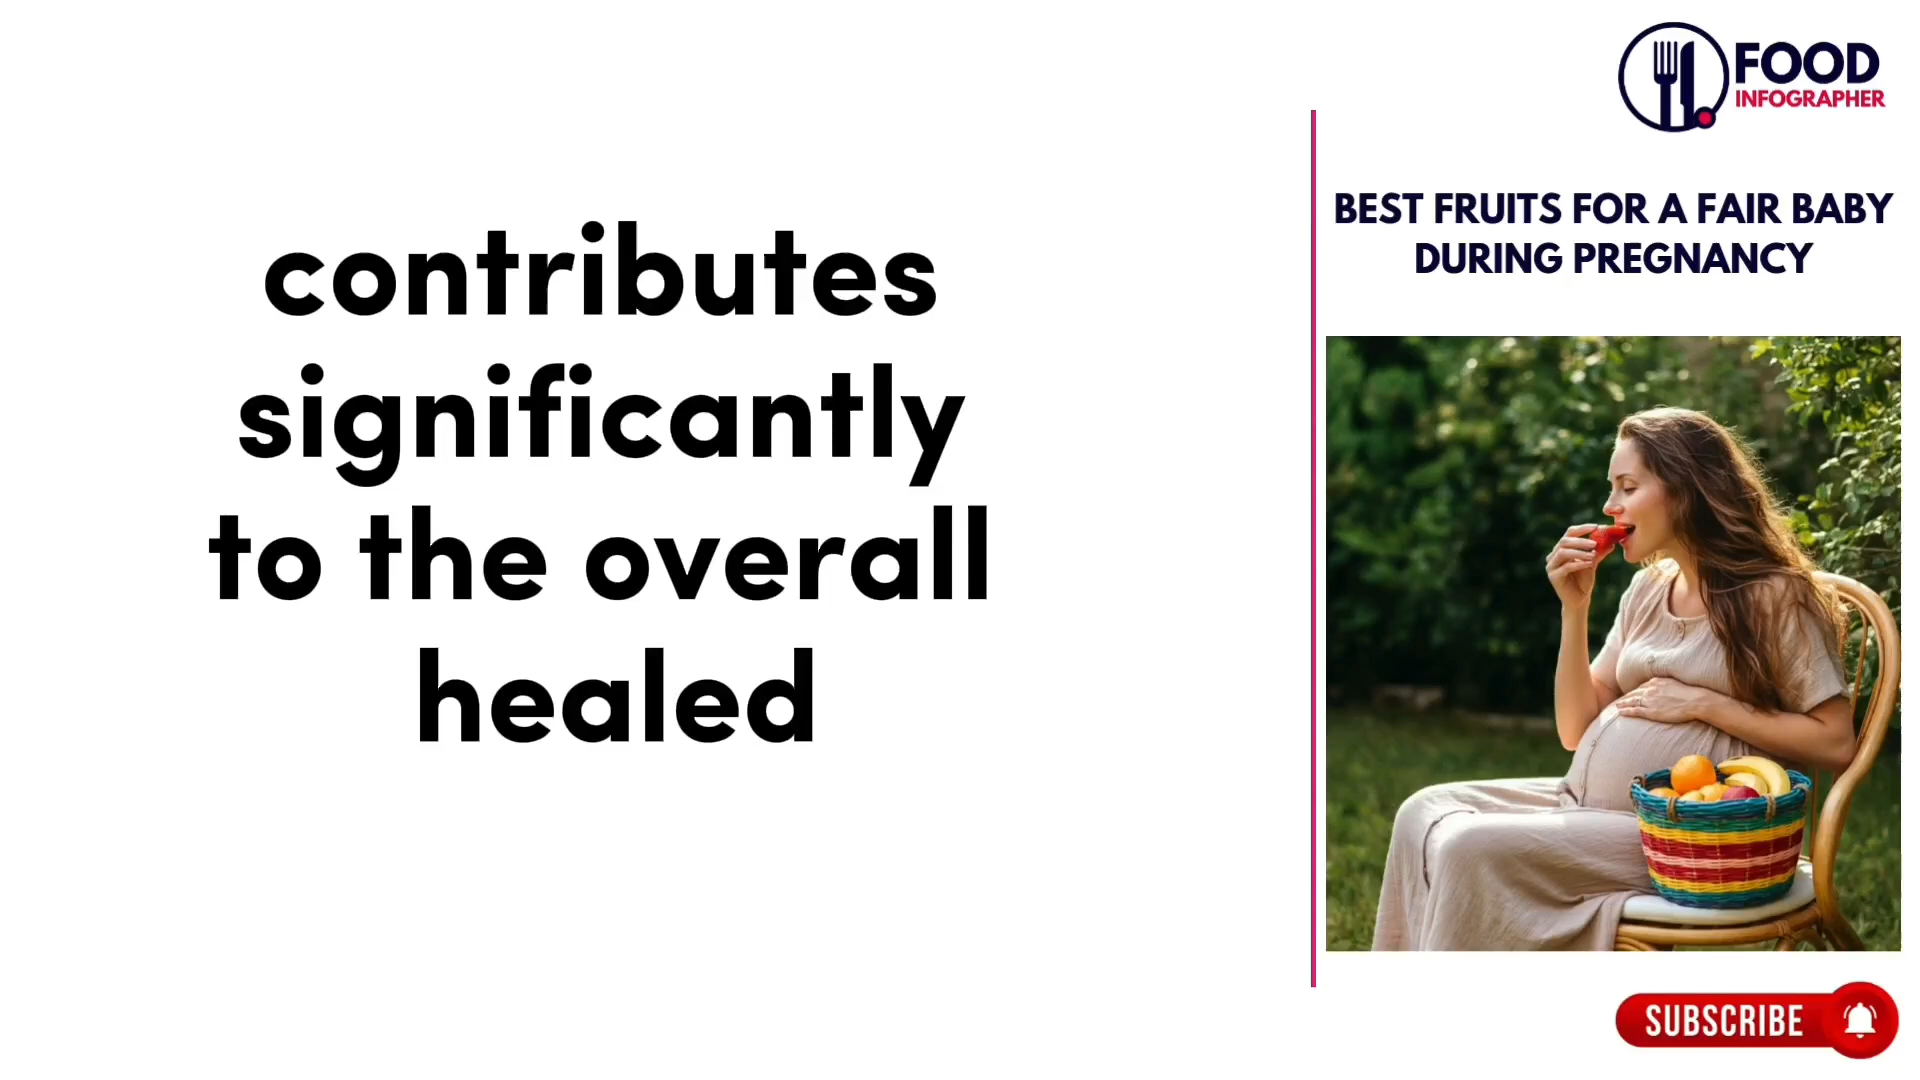 contributes
significantly
to the overall
healed
FOOD
INFOGRAPHER
BEST FRUITS FOR A FAIR BABY
DURING PREGNANCY
SUBSCRIBE